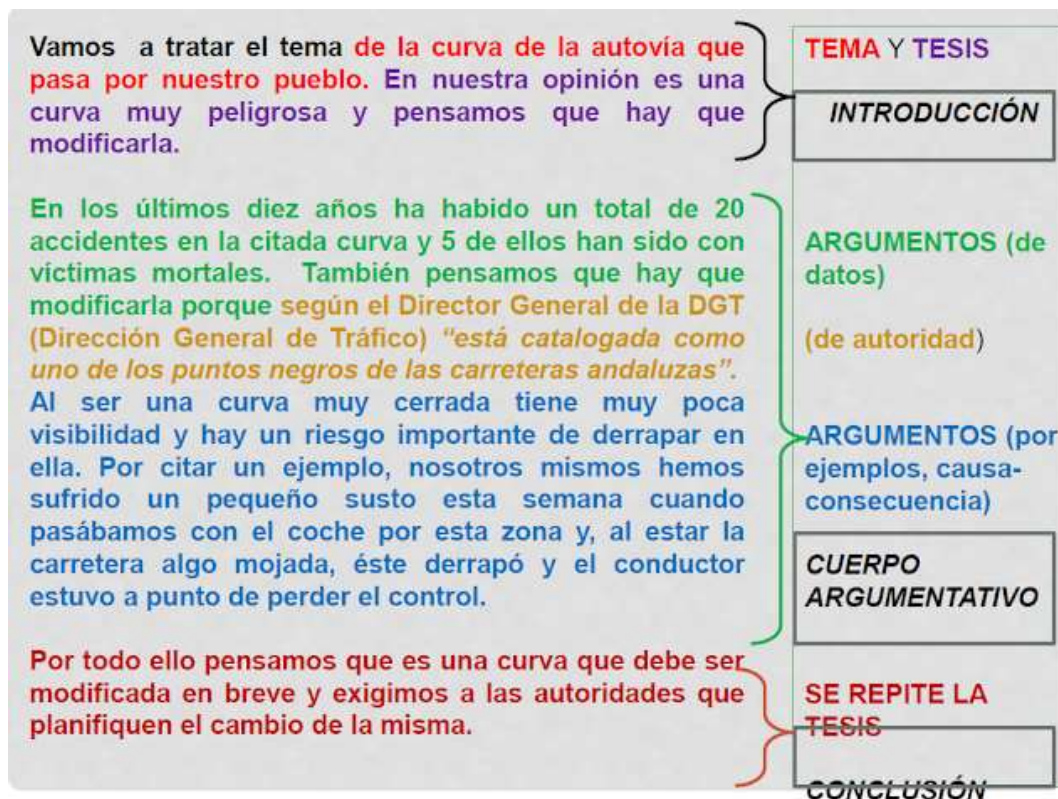 Vamos a tratar el tema de la curva de la autovía que
pasa por nuestro pueblo. En nuestra opinión es una
curva muy peligrosa y pensamos que hay que
modificarla.
TEMA Y TESIS
INTRODUCCIÓN
En los últimos diez años ha habido un total de 20
accidentes en la citada curva y 5 de ellos han sido con
víctimas mortales. También pensamos que hay que
modificarla porque según el Director General de la DGT
(Dirección General de Tráfico) “está catalogada como
uno de los puntos negros de las carreteras andaluzas”.
Al ser una curva muy cerrada tiene muy poca
visibilidad y hay un riesgo importante de derrapar en
ella. Por citar un ejemplo, nosotros mismos hemos
sufrido un pequeño susto esta semana cuando
pasábamos con el coche por esta zona y, al estar la
carretera algo mojada, éste derrapó y el conductor
estuvo a punto de perder el control.
ARGUMENTOS (de
datos)
(de autoridad)
ARGUMENTOS (por
ejemplos, causa-
consecuencia)
CUERPO
ARGUMENTATIVO
Por todo ello pensamos que es una curva que debe ser
modificada en breve y exigimos a las autoridades que
planifiquen el cambio de la misma.
SE REPITE LA
TESIS
CONCLUSIÓN